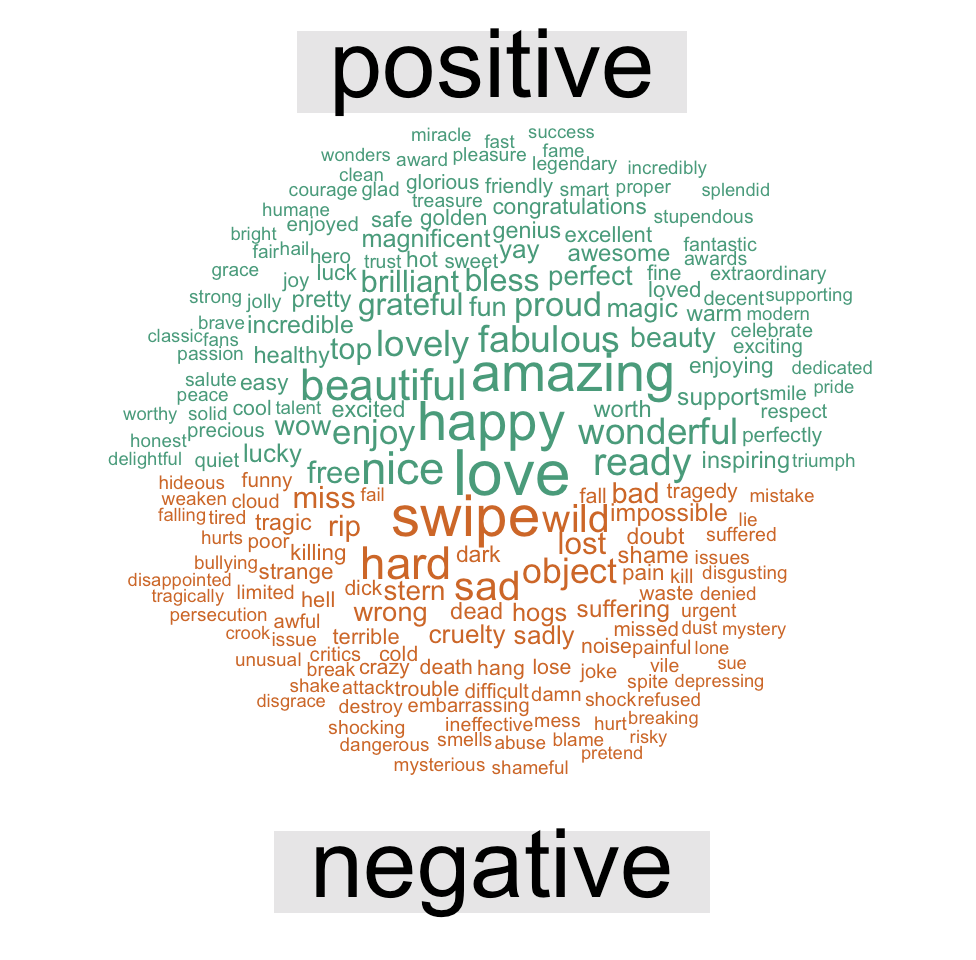 positive
miracle fast success
wonders award pleasure fame
clean legendary incredibly
courage glad glorious friendly smart proper splendid
humane treasure congratulations
enjoyed safe golden stupendous
bright magnificent genius yay excellent
fair hail hero trust hot sweet awesome fantastic awards
grace joy luck brilliant bless perfect fine loved extraordinary
strong jolly pretty grateful fun proud magic decent supporting
brave incredible warm modern
classic fans top lovely fabulous beauty celebrate
passion healthy amazing enjoying exciting dedicated
salute easy beautiful support smile pride
peace
worthy solid cool talent excited happy worth respect
honest precious wow enjoy wonderful perfectly
delightful quiet lucky free nice love ready inspiring triumph
hideous funny
weaken cloud miss fail swipe wild fall bad tragedy mistake
falling tired tragic rip impossible lie
hurts poor killing hard dark lost doubt suffered
bullying strange shame issues
disappointed sad object pain kill disgusting
tragically limited hell dick stern waste denied
persecution awful wrong dead hogs suffering urgent
crook issue terrible cruelty sadly missed dust mystery
unusual critics cold noise painful lone
break crazy death hang lose joke vile sue
shake attack trouble difficult damn spite depressing
disgrace destroy embarrassing shock refused
shocking ineffective mess hurt breaking
dangerous smells abuse blame risky
mysterious shameful pretend
negative